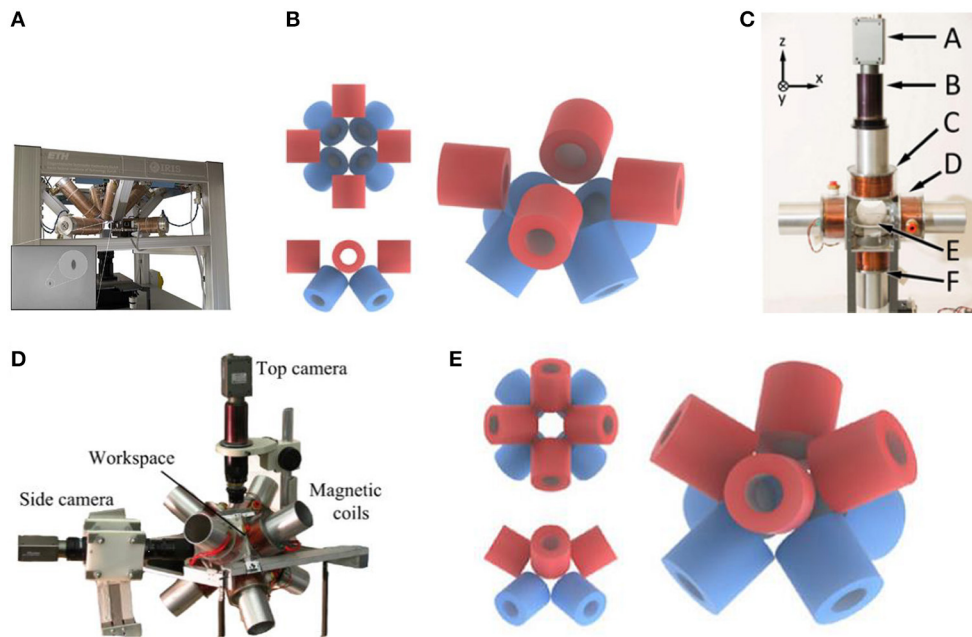 A
B
C
A
z
x
y
B
C
D
E
F
ETH
D
Top camera
Workspace
Magnetic
coils
Side camera
E